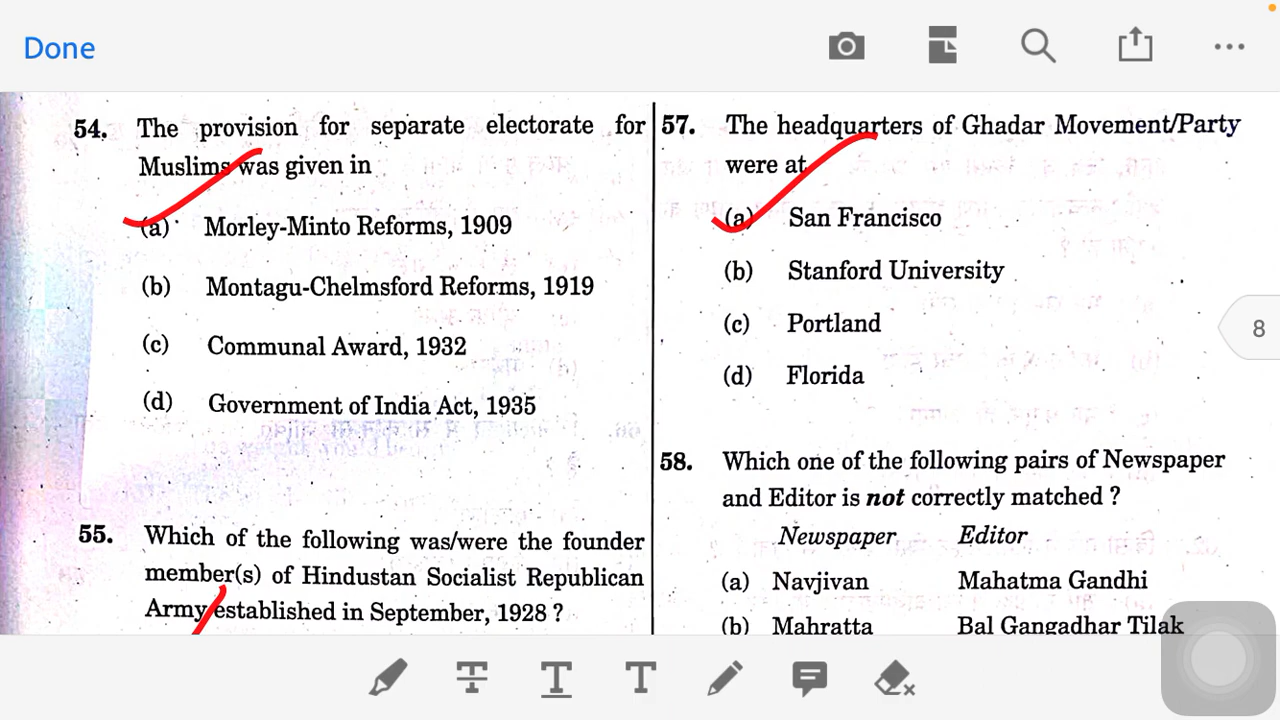 Done
54. The provision for separate electorate for
Muslims was given in
(a) Morley-Minto Reforms, 1909
(b) Montagu-Chelmsford Reforms, 1919
(c) Communal Award, 1932
(d) Government of India Act, 1935
55. Which of the following was/were the founder
member(s) of Hindustan Socialist Republican
Army established in September, 1928 ?
57. The headquarters of Ghadar Movement/Party
were at
(a) San Francisco
(b) Stanford University
(c) Portland
(d) Florida
58. Which one of the following pairs of Newspaper
and Editor is not correctly matched ?
Newspaper Editor
(a) Navjivan Mahatma Gandhi
(b) Mahratta Bal Gangadhar Tilak
8
T T T